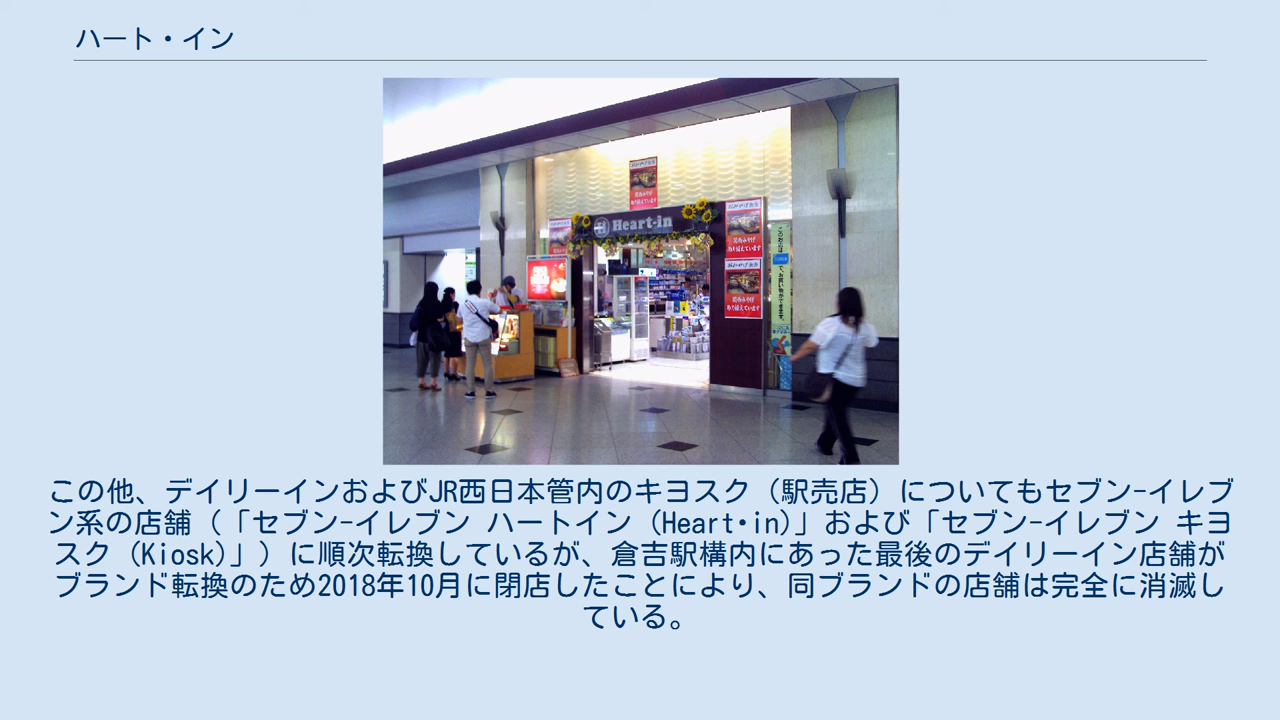 ハート・イン
Heart-in
この他、デイリーインおよびJR西日本管内のキヨスク（駅売店）についてもセブン-イレブ
ン系の店舗（「セブン-イレブン ハートイン（Heart･in)」および「セブン-イレブン キヨ
スク（Kiosk)」）に順次転換しているが、倉吉駅構内にあった最後のデイリーイン店舗が
ブランド転換のため2018年10月に閉店したことにより、同ブランドの店舗は完全に消滅し
ている。